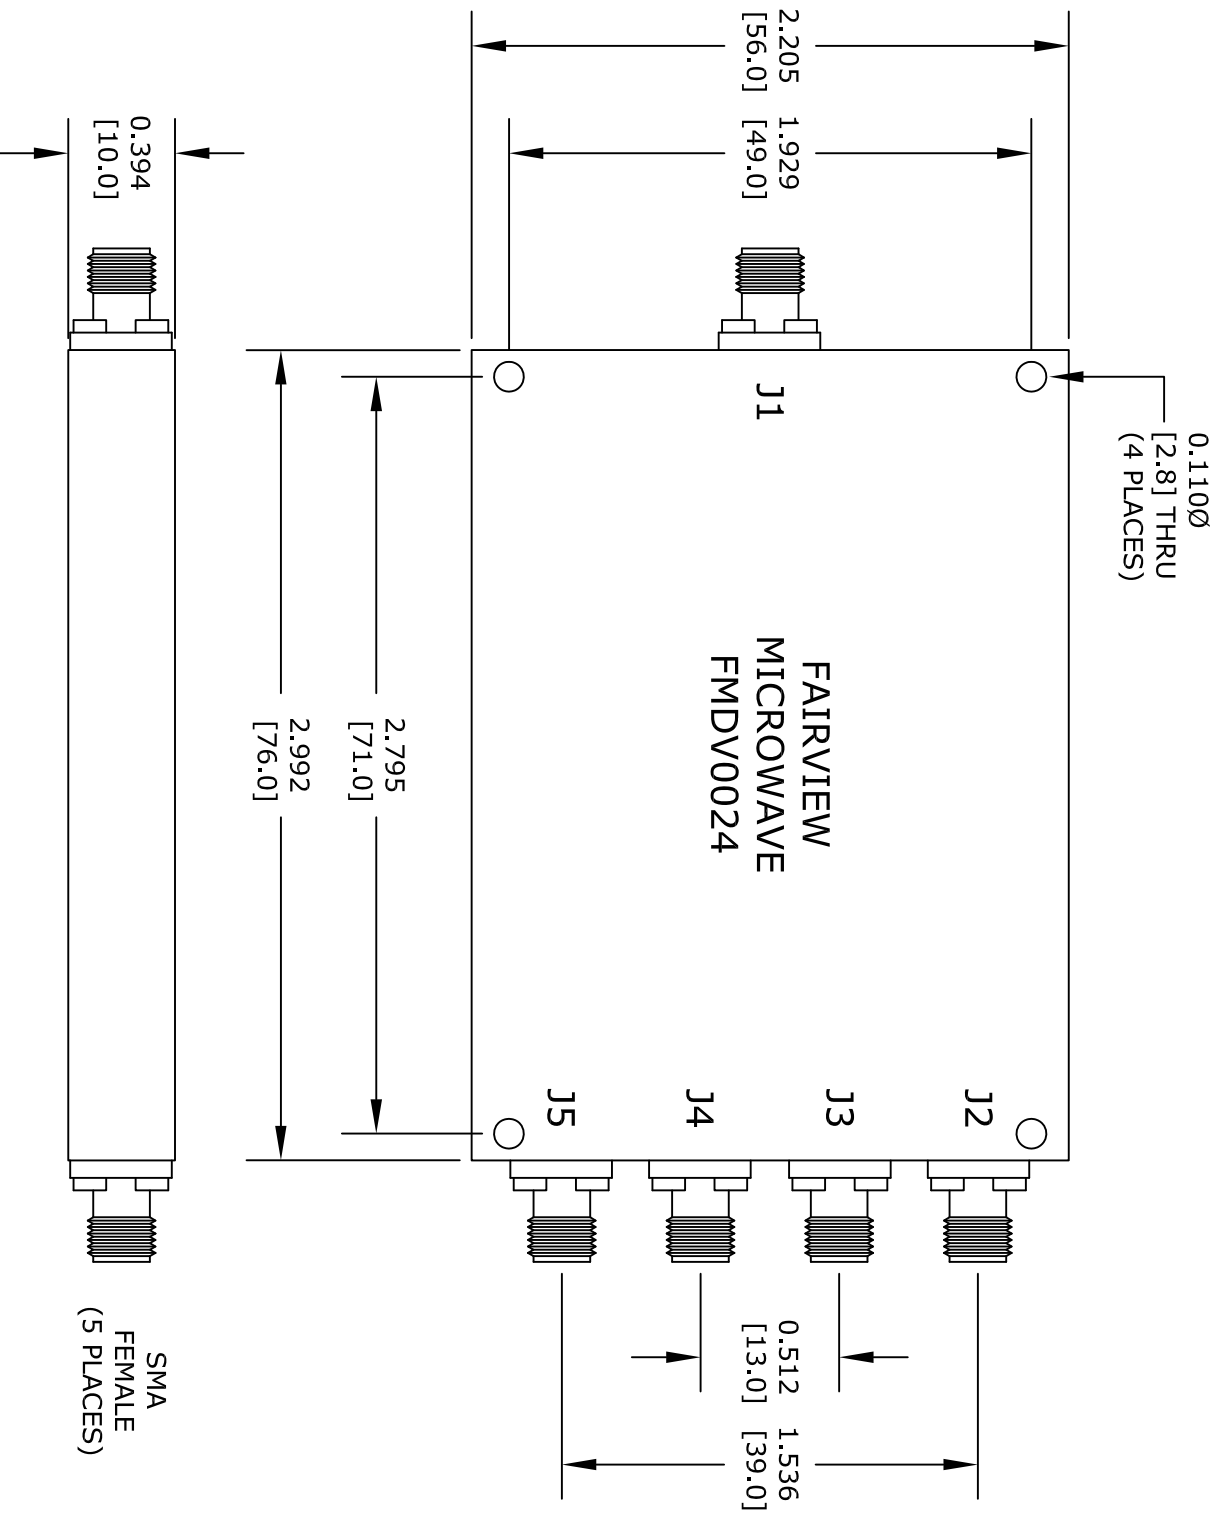 0.110Ø
[2.8] THRU
(4 PLACES)
2.205
[56.0]
1.929
[49.0]
J1
FAIRVIEW
MICROWAVE
FMDV0024
J2
J3
J4
J5
0.512
[13.0]
1.536
[39.0]
2.795
[71.0]
2.992
[76.0]
0.394
[10.0]
SMA
FEMALE
(5 PLACES)